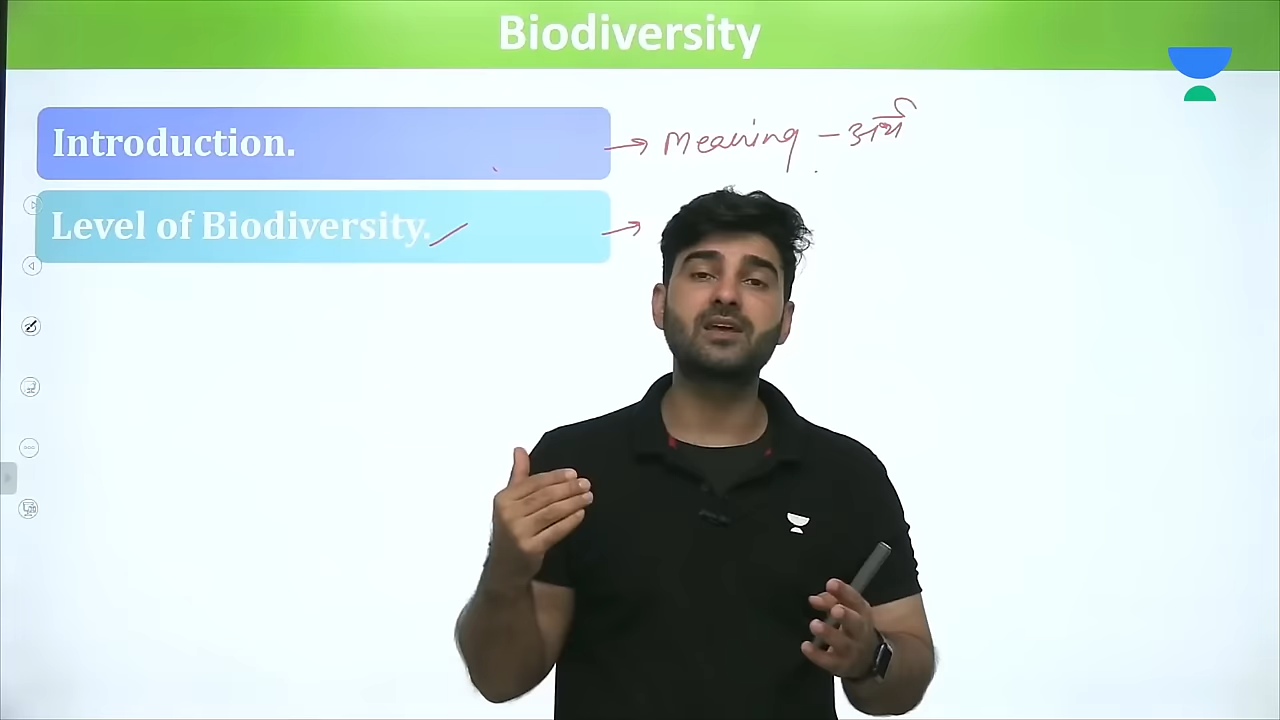 Biodiversity
Introduction. → Meaning - अर्थ
Level of Biodiversity. →